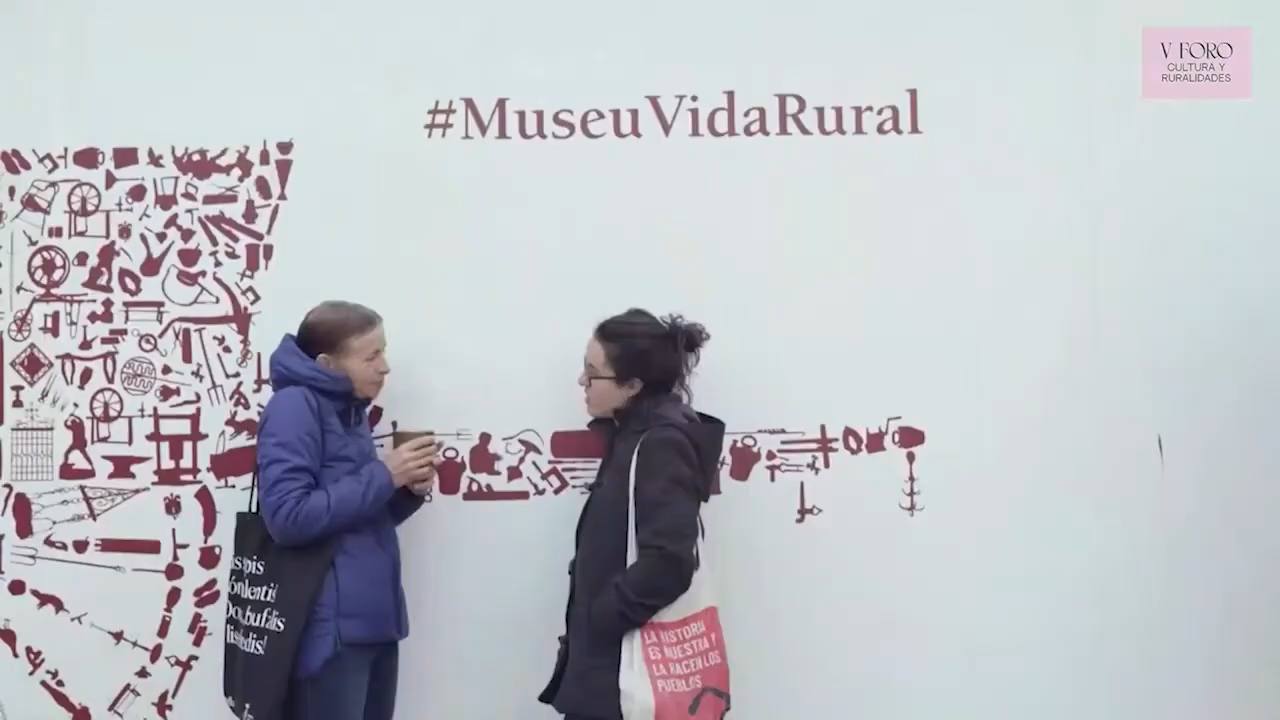 #MuseuVidaRural
V FORO
CULTURA Y
RURALIDADES
LA HISTORIA
ES NUESTRA Y
LA HACEN LOS
PUEBLOS